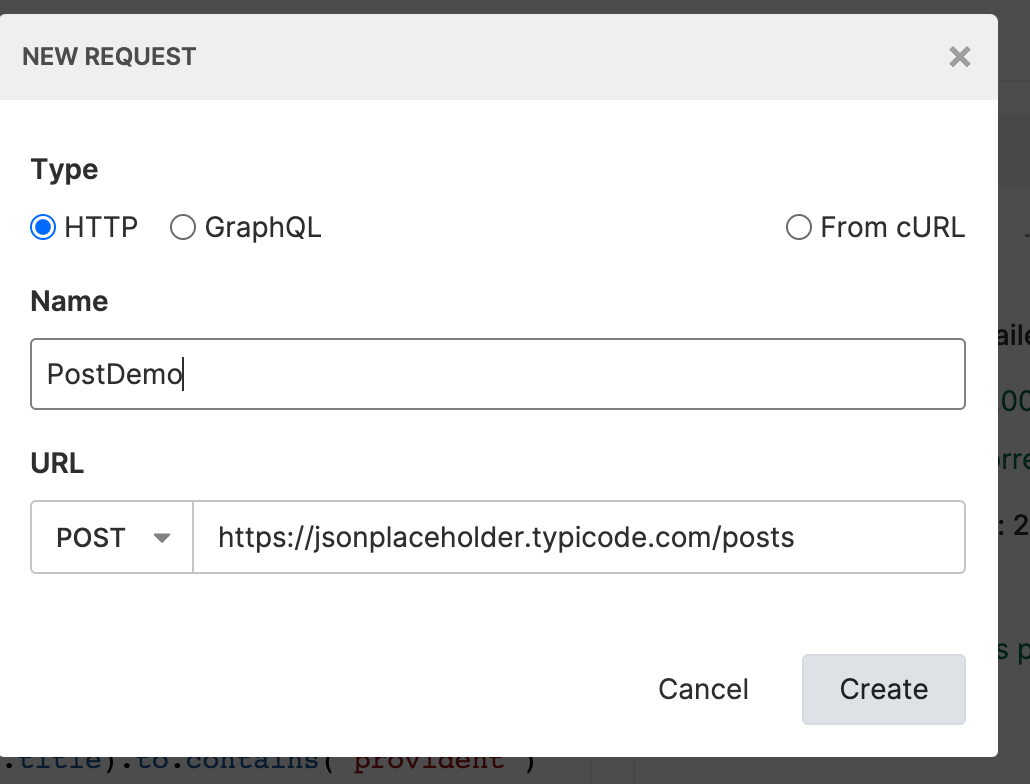 NEW REQUEST
Type
HTTP GraphQL From cURL
Name
PostDemo
URL
POST https://jsonplaceholder.typicode.com/posts
Cancel Create
.title).to.contains('provident')